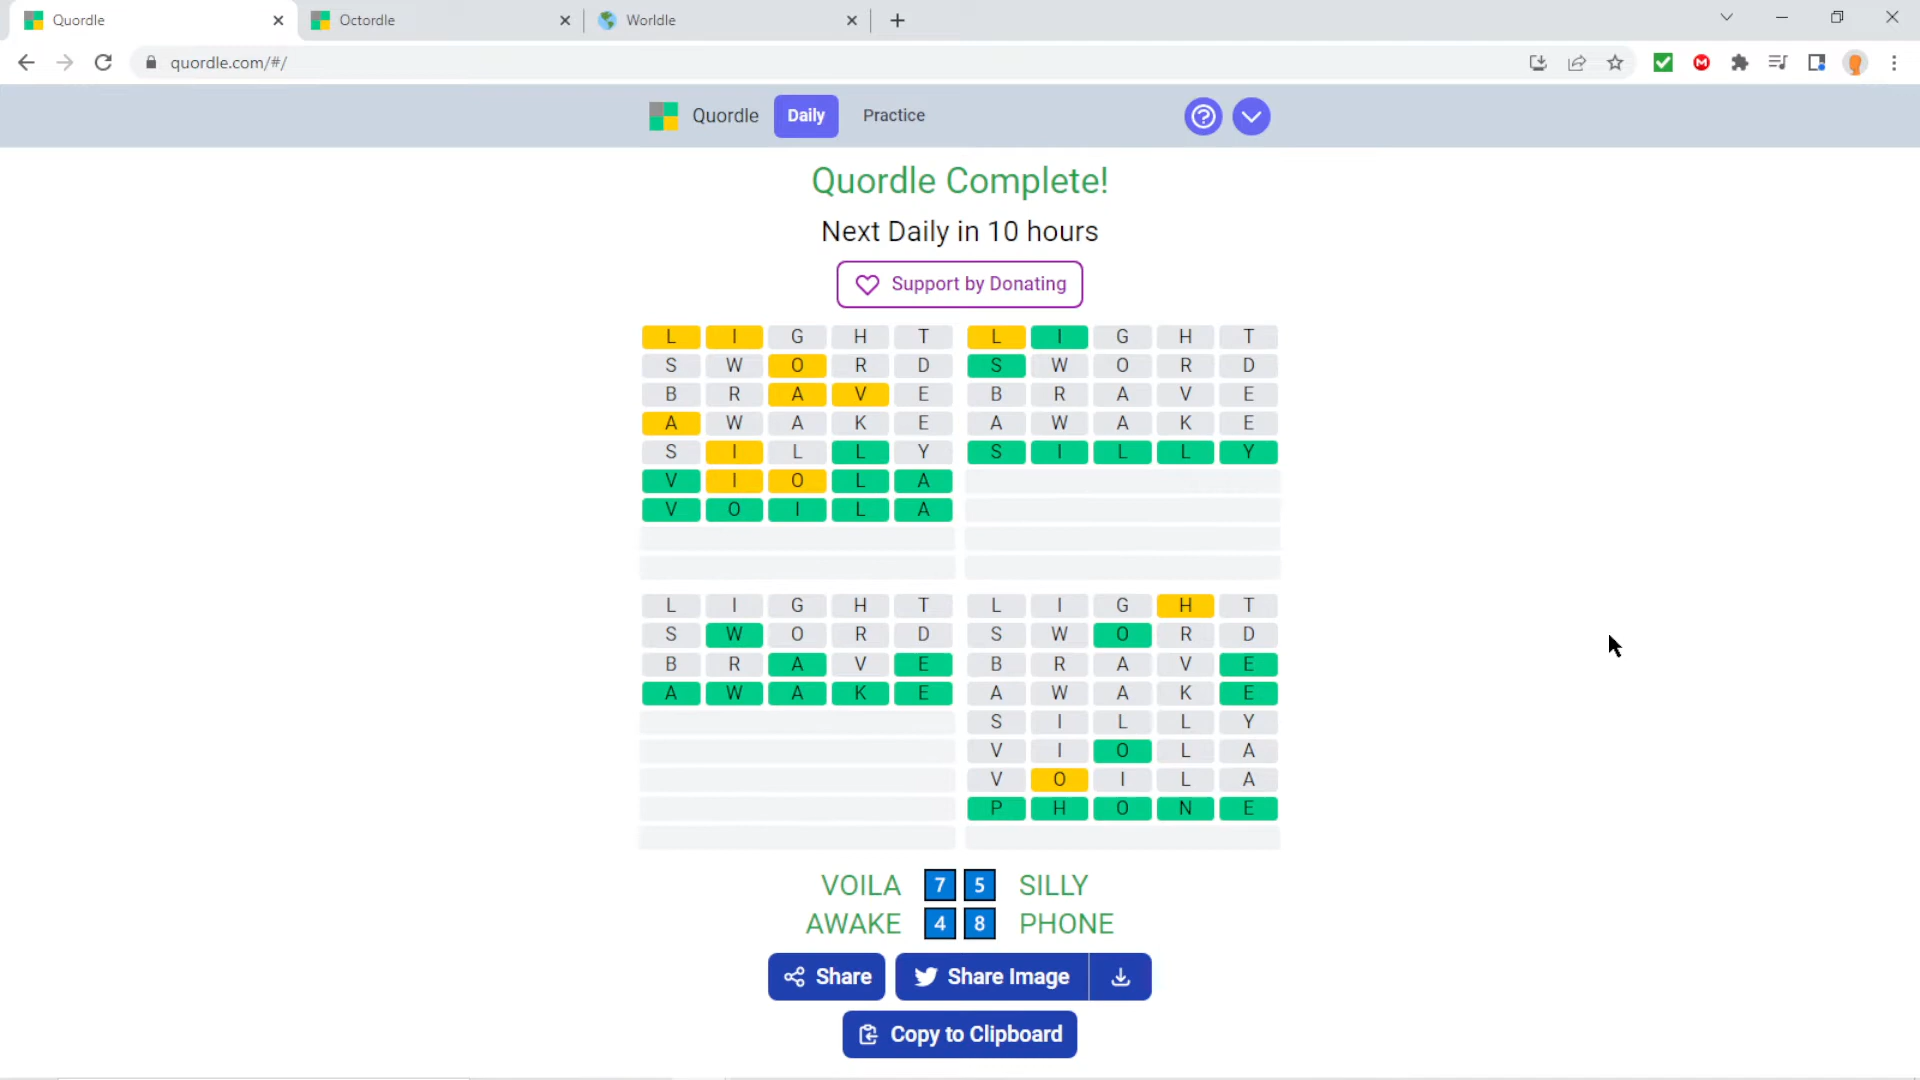 Quordle
Octordle
Worldle
quordle.com/#/
Quordle Daily Practice
Quordle Complete!
Next Daily in 10 hours
Support by Donating
L I G H T L I G H T
S W O R D S W O R D
B R A V E B R A V E
A W A K E A W A K E
S I L L Y S I L L Y
V I O L A
V O I L A
L I G H T L I G H T
S W O R D S W O R D
B R A V E B R A V E
A W A K E A W A K E
S I L L Y
V I O L A
V O I L A
P H O N E
VOILA 7 5 SILLY
AWAKE 4 8 PHONE
Share Share Image
Copy to Clipboard